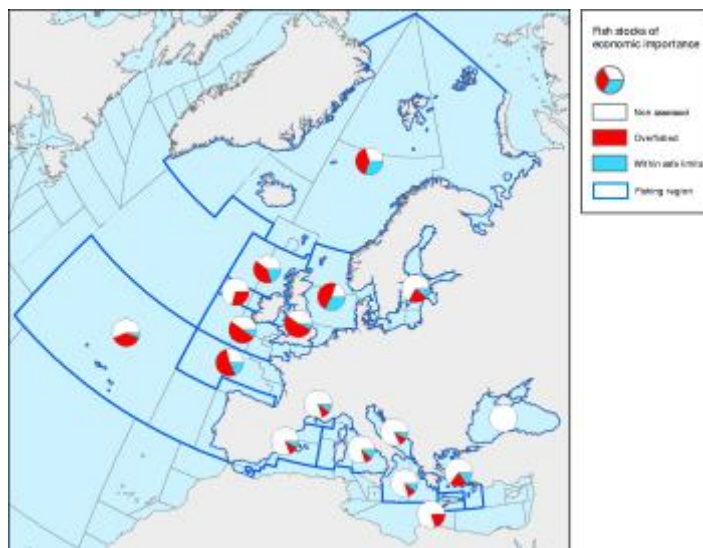 Fish stocks of
economic importance
Non assessed
Overfished
Within safe limits
Fishing region